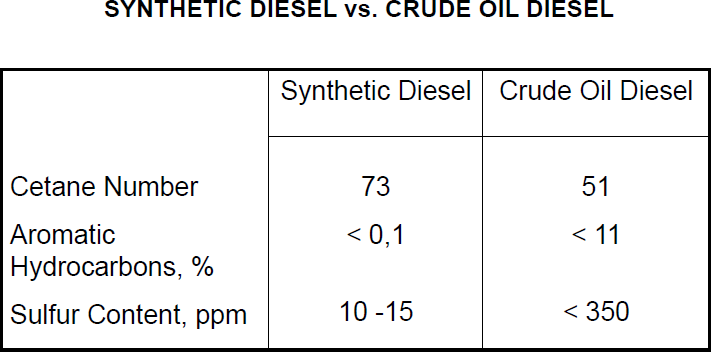 SYNTHETIC DIESEL vs. CRUDE OIL DIESEL
Synthetic Diesel Crude Oil Diesel
Cetane Number 73 51
Aromatic < 0,1 < 11
Hydrocarbons, %
Sulfur Content, ppm 10 -15 < 350